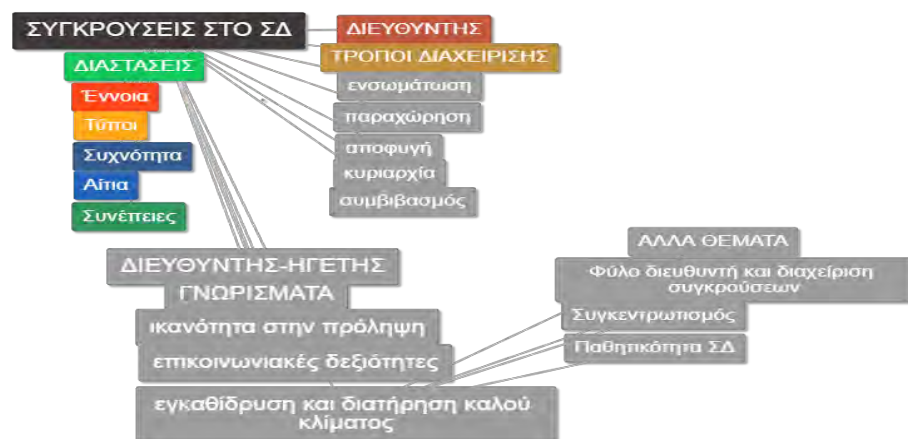 ΣΥΓΚΡΟΥΣΕΙΣ ΣΤΟ ΣΔ
ΔΙΕΥΘΥΝΤΗΣ
ΤΡΟΠΟΙ ΔΙΑΧΕΙΡΙΣΗΣ
ενσωμάτωση
παραχώρηση
αποφυγή
κυριαρχία
συμβιβασμός
ΔΙΑΣΤΑΣΕΙΣ
Έννοια
Τύποι
Συχνότητα
Αίτια
Συνέπειες
ΔΙΕΥΘΥΝΤΗΣ-ΗΓΕΤΗΣ
ΓΝΩΡΙΣΜΑΤΑ
ικανότητα στην πρόληψη
επικοινωνιακές δεξιότητες
εγκαθίδρυση και διατήρηση καλού
κλίματος
ΑΛΛΑ ΘΕΜΑΤΑ
Φύλο διευθυντή και διαχείριση
συγκρούσεων
Συγκεντρωτισμός
Παθητικότητα ΣΔ